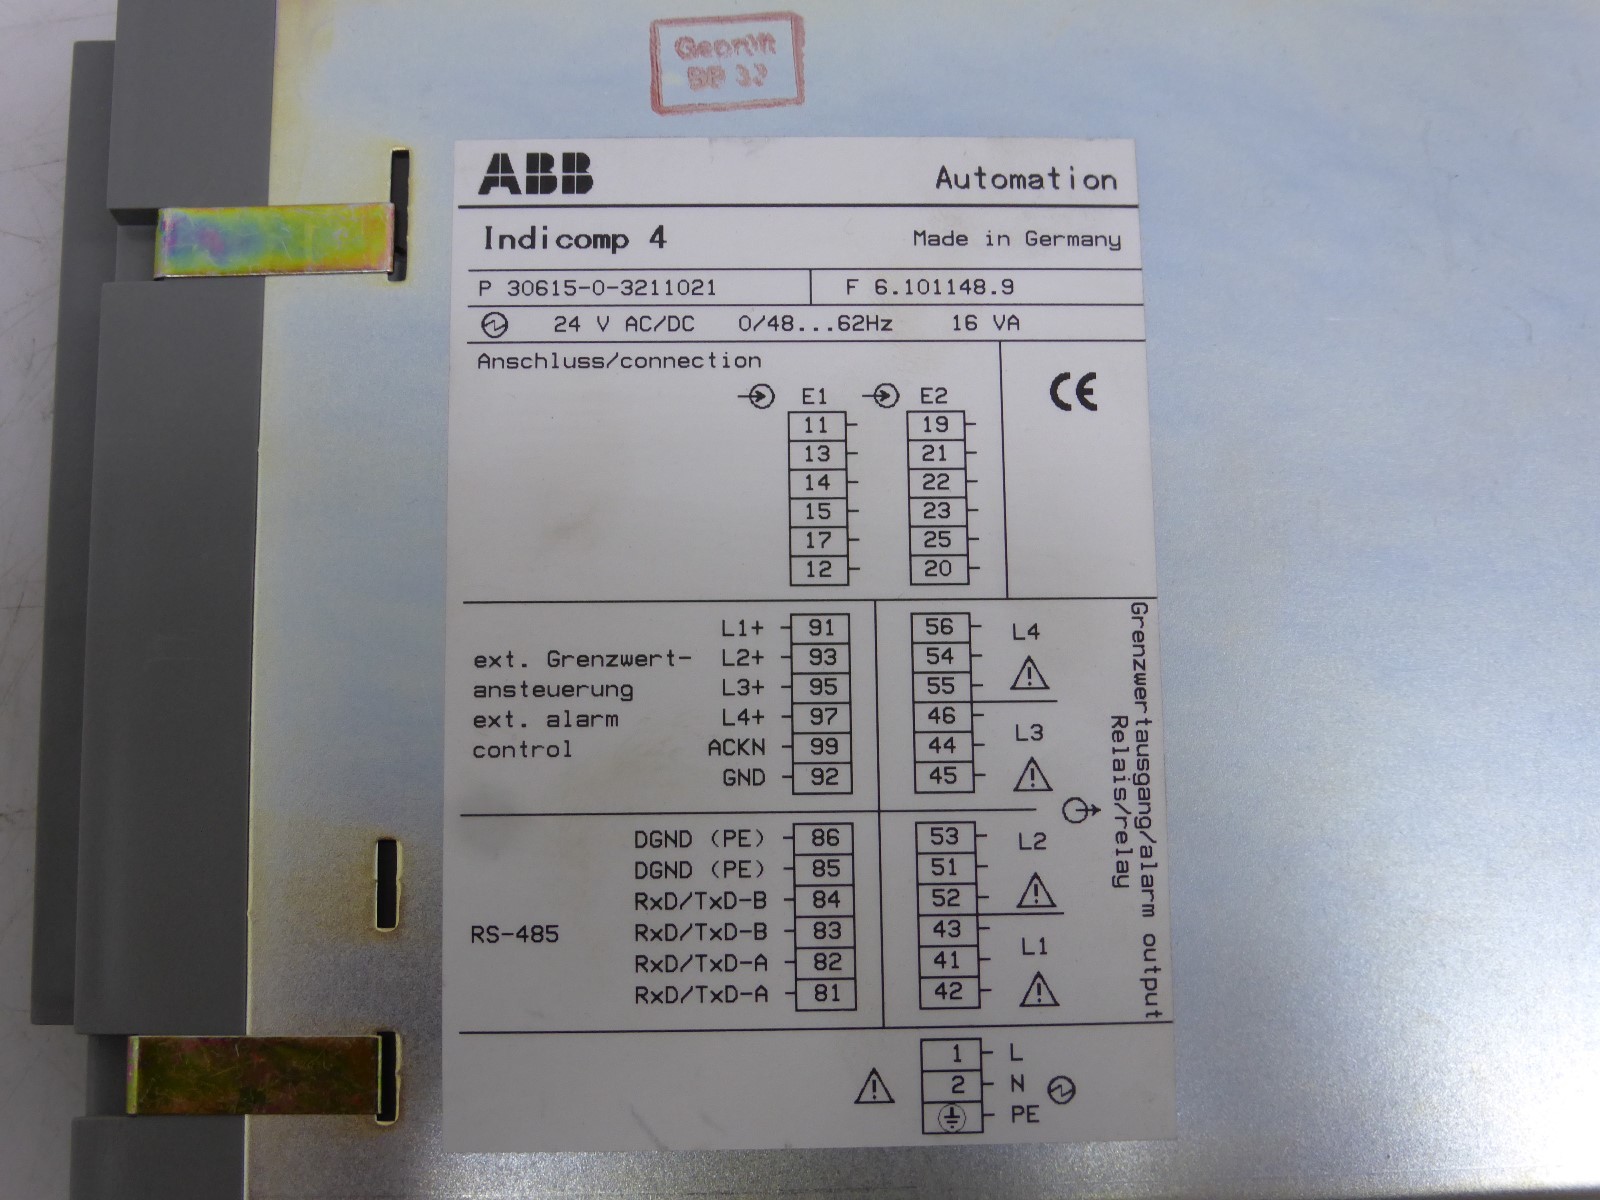 Geprüft
ABB
Automation
Indicomp 4
Made in Germany
P 30615-0-3211021
F 6.101148.9
24 V AC/DC 0/48...62Hz 16 VA
Anschluss/connection
CE
E1
11
13
14
15
17
12
E2
19
21
22
23
25
20
ext. Grenzwert-
ansteuerung
ext. alarm
control
L1+ 91
L2+ 93
L3+ 95
L4+ 97
ACKN 99
GND 92
56
54
55
L4
46
44
45
L3
RS-485
DGND (PE) 86
DGND (PE) 85
RxD/TxD-B 84
RxD/TxD-B 83
RxD/TxD-A 82
RxD/TxD-A 81
53
51
52
L2
43
41
42
L1
Grenzwertausgang/alarm output
Relais/relay
1 L
2 N
PE